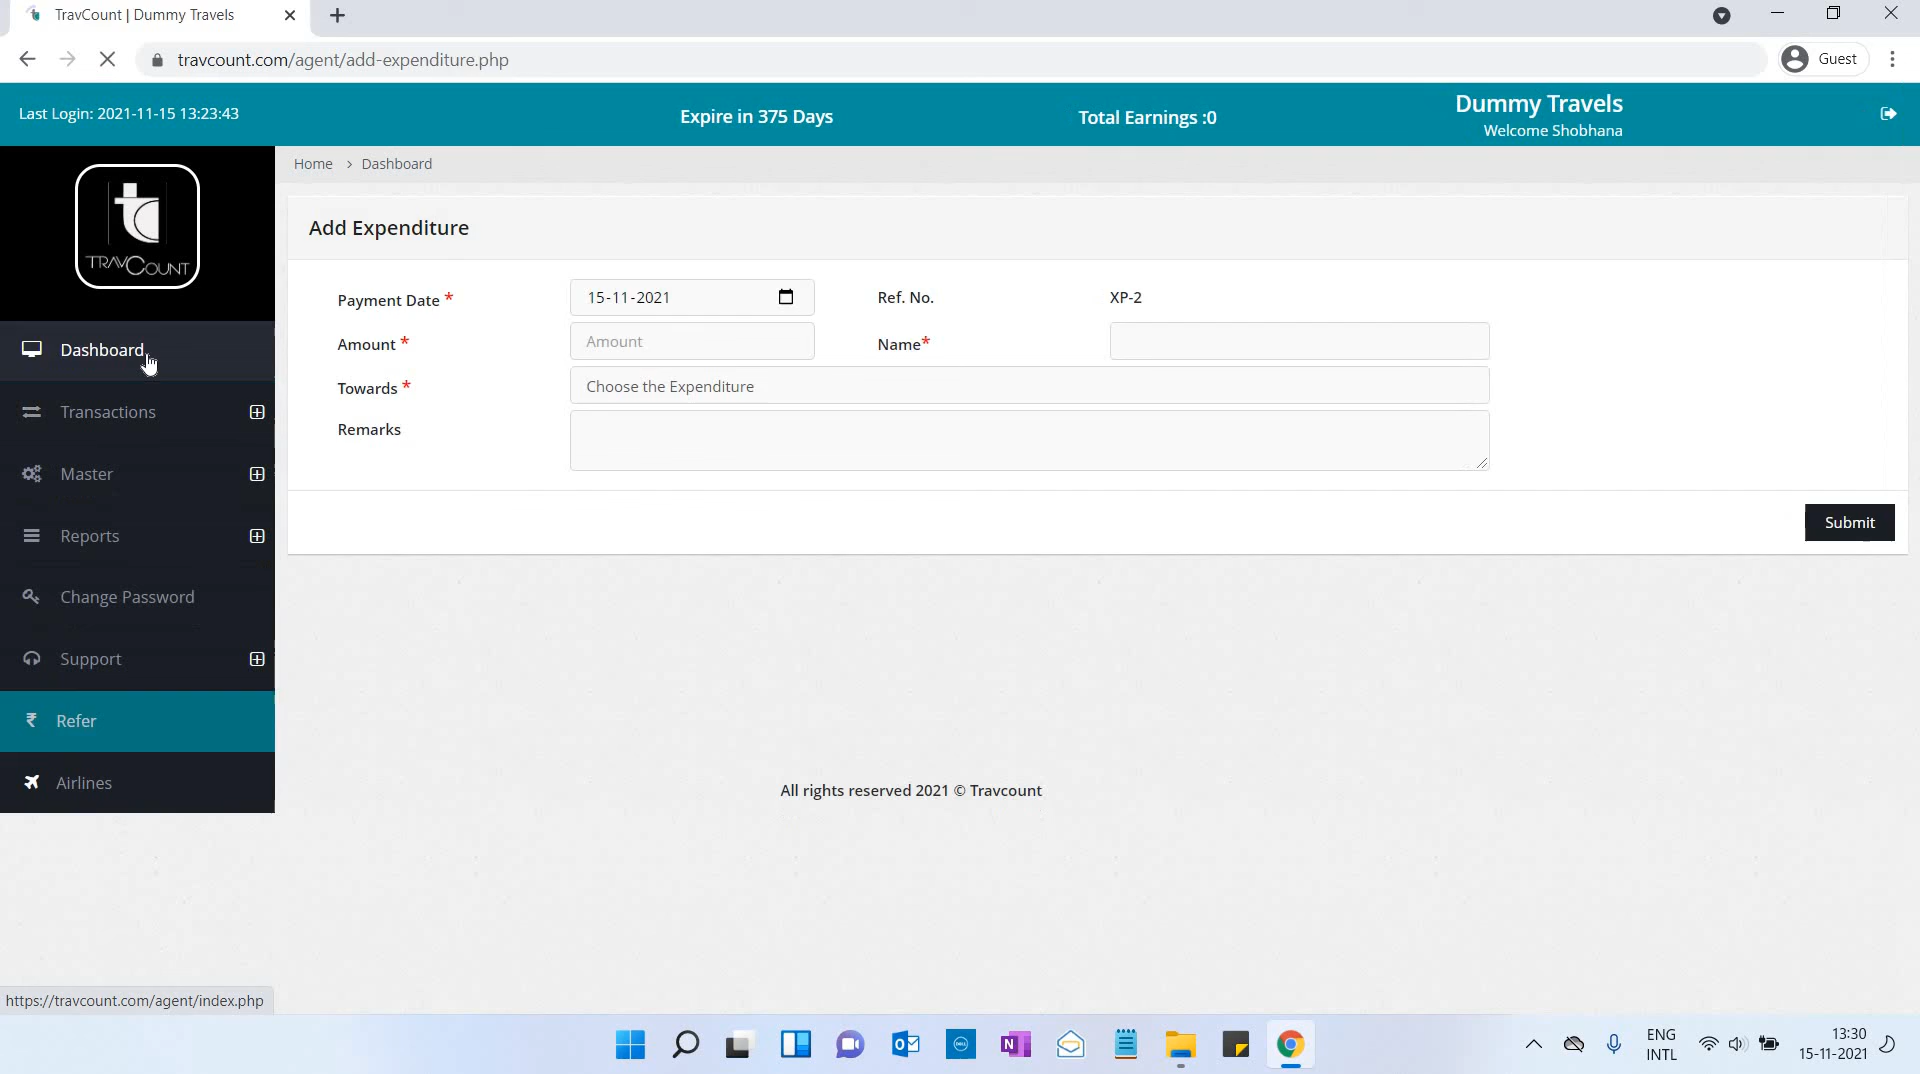 TravCount | Dummy Travels
travcount.com/agent/add-expenditure.php
Guest
Last Login: 2021-11-15 13:23:43
Expire in 375 Days
Total Earnings :0
Dummy Travels
Welcome Shobhana
TRAVCOUNT
Home > Dashboard
Add Expenditure
Payment Date *
15-11-2021
Ref. No.
XP-2
Amount *
Amount
Name*
Towards *
Choose the Expenditure
Remarks
Submit
Dashboard
Transactions
Master
Reports
Change Password
Support
₹ Refer
Airlines
All rights reserved 2021 © Travcount
https://travcount.com/agent/index.php
ENG
INTL
13:30
15-11-2021